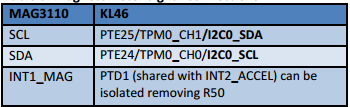 MAG3110 KL46
SCL PTE25/TPM0_CH1/I2C0_SDA
SDA PTE24/TPM0_CH0/I2C0_SCL
INT1_MAG PTD1 (shared with INT2_ACCEL) can be
isolated removing R50